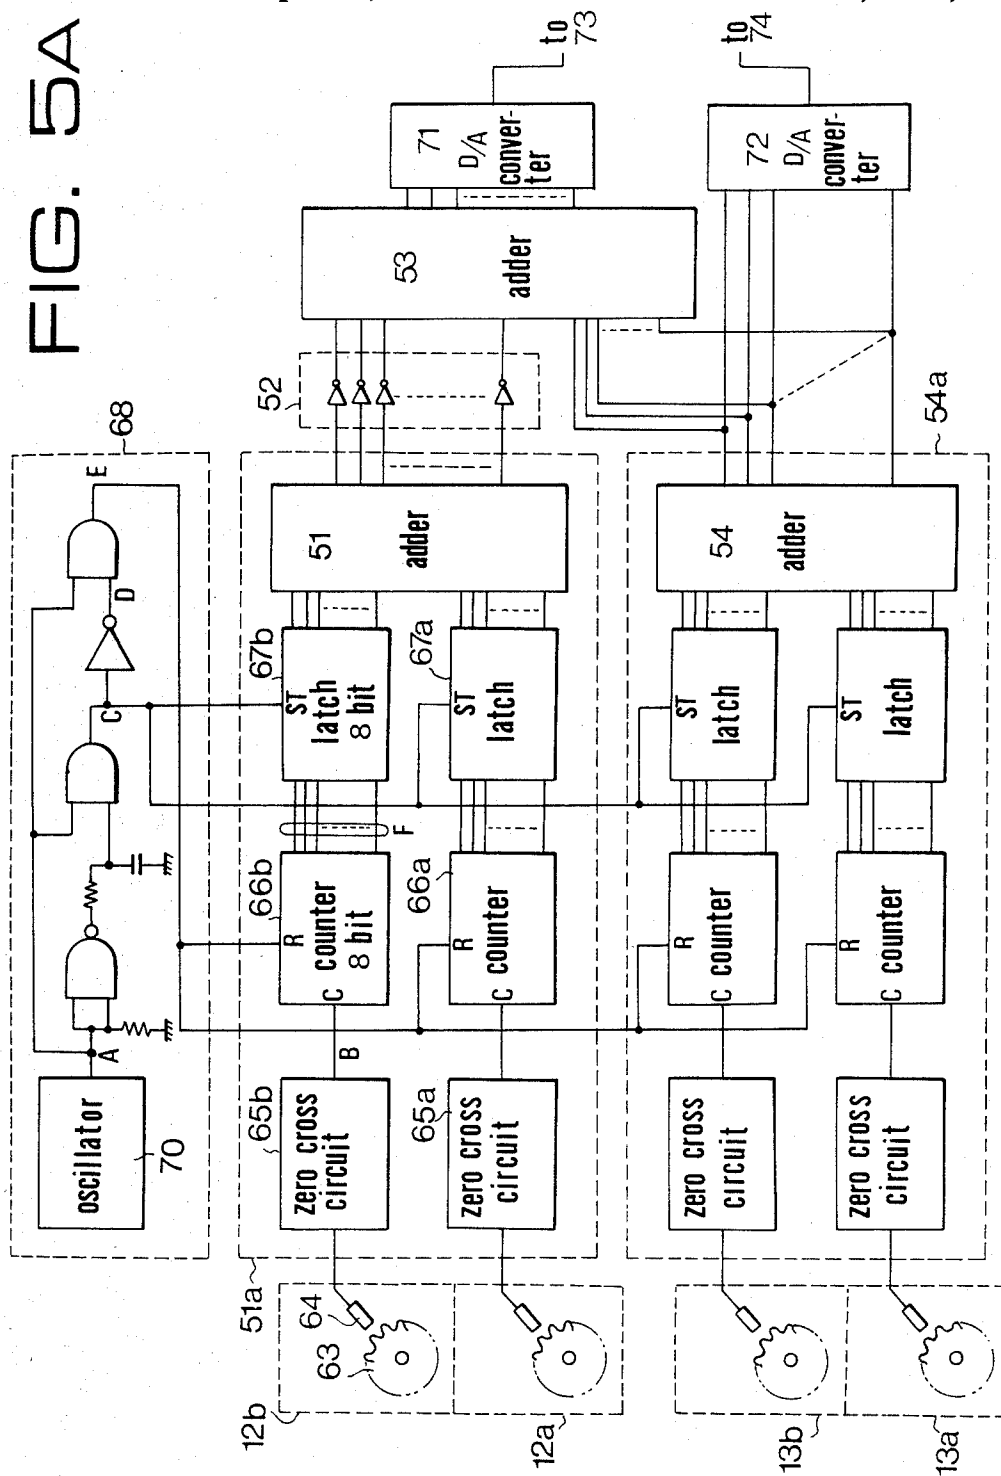 FIG. 5A
68
oscillator
70
A
C
D
E
51a
12b
63
64
12a
65b
zero cross
circuit
65a
zero cross
circuit
B
66b
R
counter
8 bit
C
66a
R
counter
C
F
67b
ST
latch
8 bit
67a
ST
latch
51
adder
52
53
adder
71
D/A
conver-
ter
to
73
13b
13a
zero cross
circuit
zero cross
circuit
R
counter
C
R
counter
C
ST
latch
ST
latch
54
adder
54a
72
D/A
conver-
ter
to
74